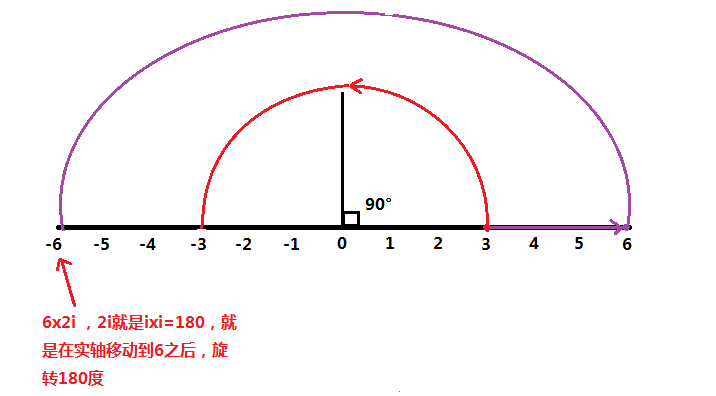 90°
-6 -5 -4 -3 -2 -1 0 1 2 3 4 5 6
6x2i ，2i就是ixi=180，就
是在实轴移动到6之后，旋
转180度